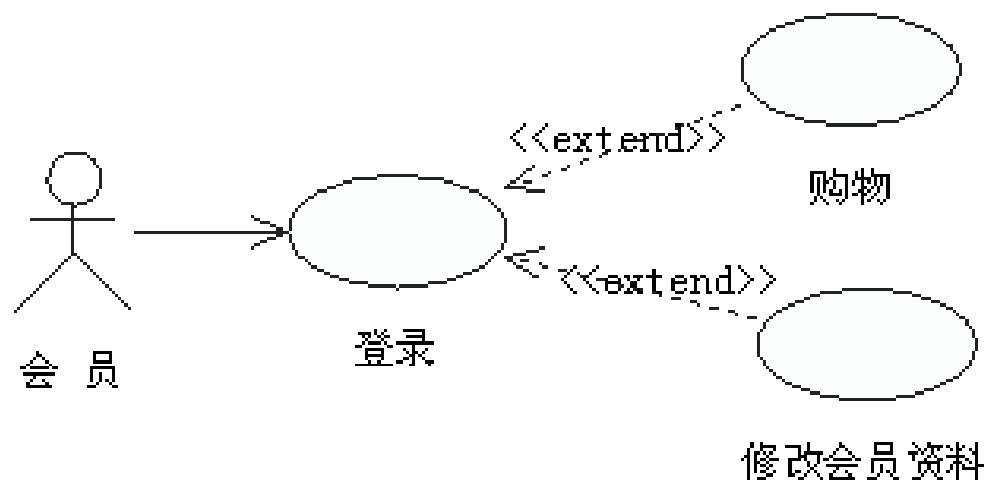 <<extend>>
购物
<<extend>>
登录
会 员
修改会员资料